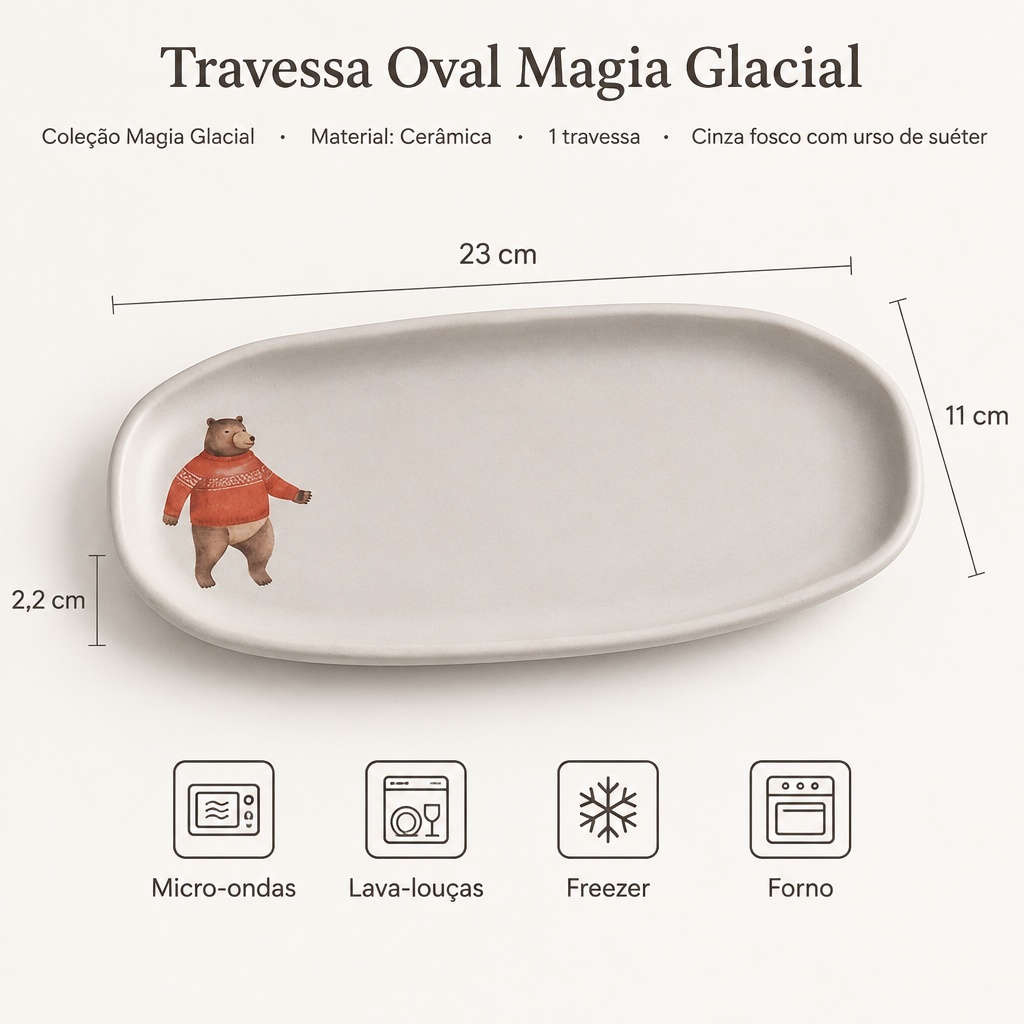 Travessa Oval Magia Glacial
Coleção Magia Glacial • Material: Cerâmica • 1 travessa • Cinza fosco com urso de suéter
23 cm
11 cm
2,2 cm
Micro-ondas
Lava-louças
Freezer
Forno